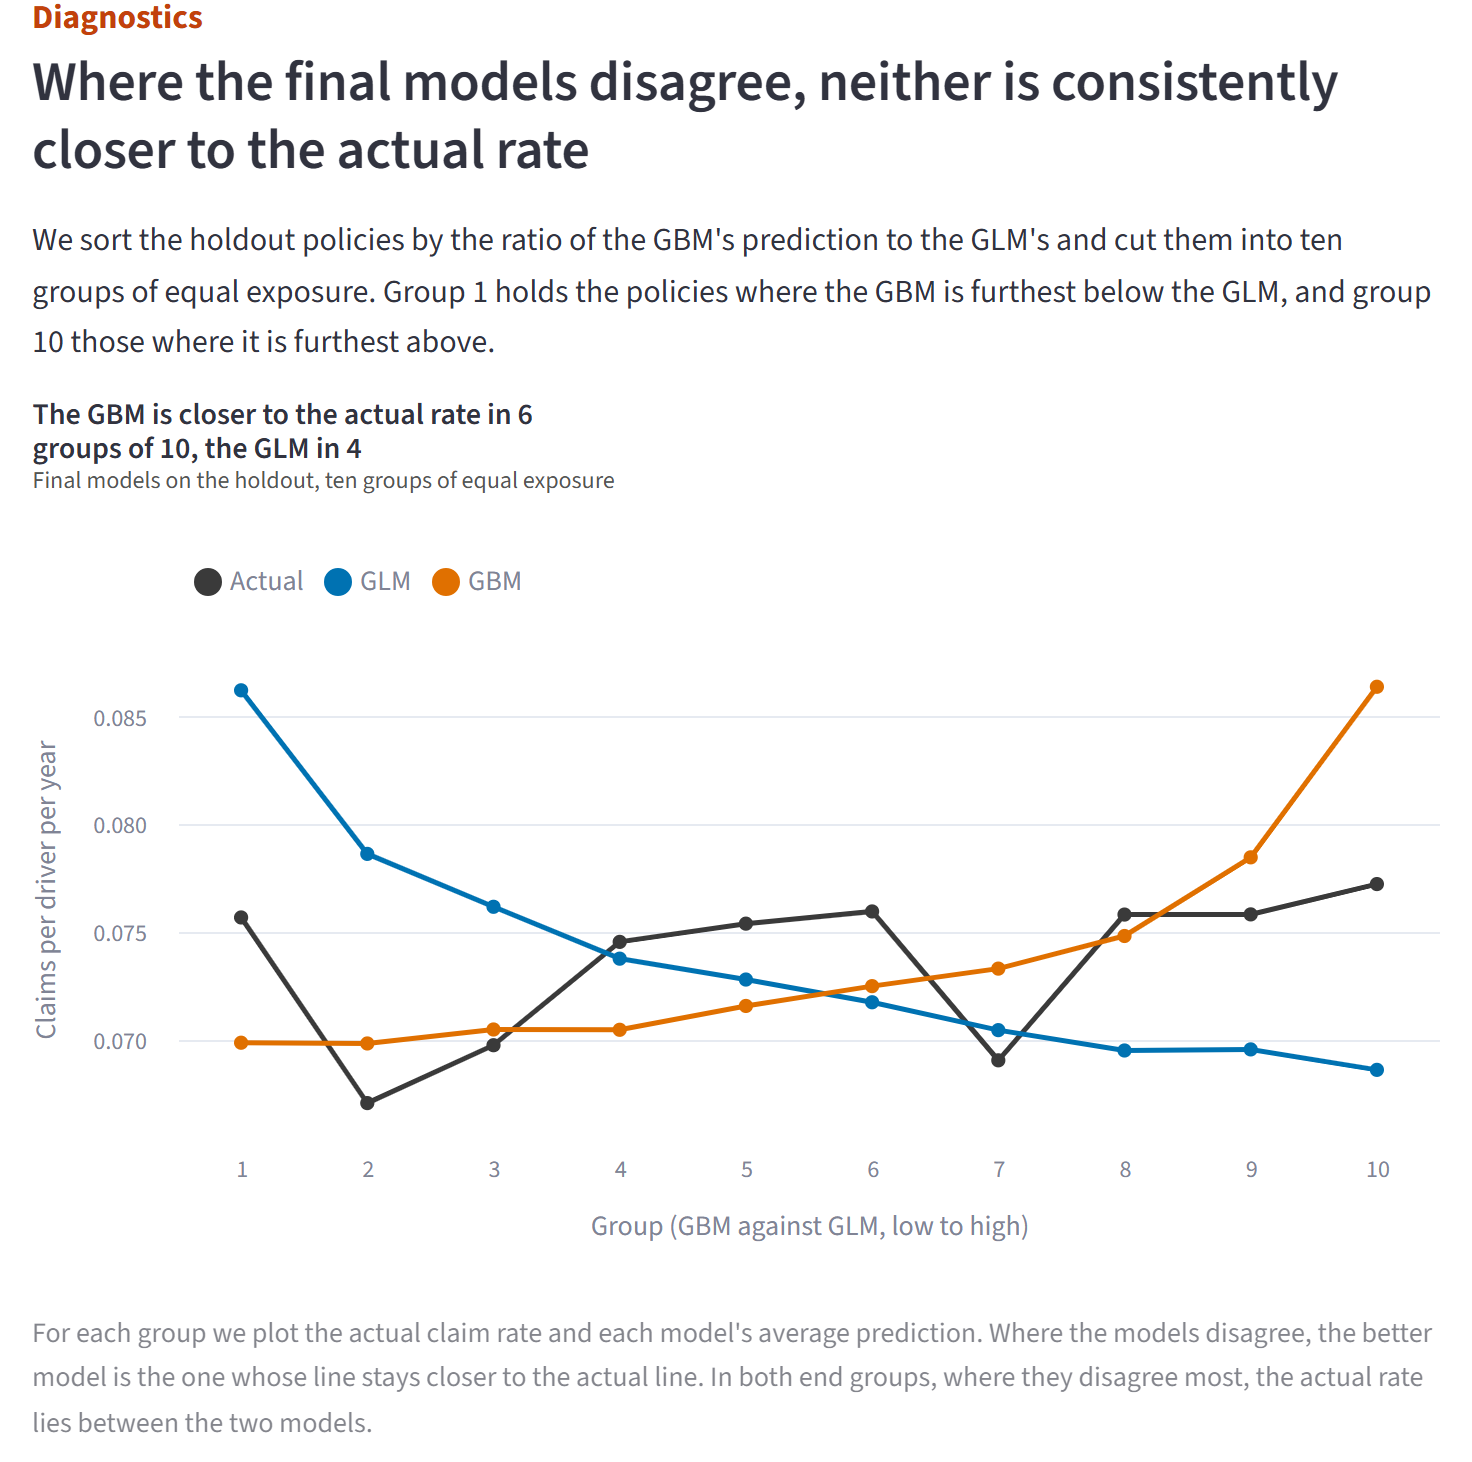 Diagnostics
Where the final models disagree, neither is consistently
closer to the actual rate
We sort the holdout policies by the ratio of the GBM's prediction to the GLM's and cut them into ten
groups of equal exposure. Group 1 holds the policies where the GBM is furthest below the GLM, and group
10 those where it is furthest above.
The GBM is closer to the actual rate in 6
groups of 10, the GLM in 4
Final models on the holdout, ten groups of equal exposure
Actual GLM GBM
Claims per driver per year
0.085
0.080
0.075
0.070
1 2 3 4 5 6 7 8 9 10
Group (GBM against GLM, low to high)
For each group we plot the actual claim rate and each model's average prediction. Where the models disagree, the better
model is the one whose line stays closer to the actual line. In both end groups, where they disagree most, the actual rate
lies between the two models.